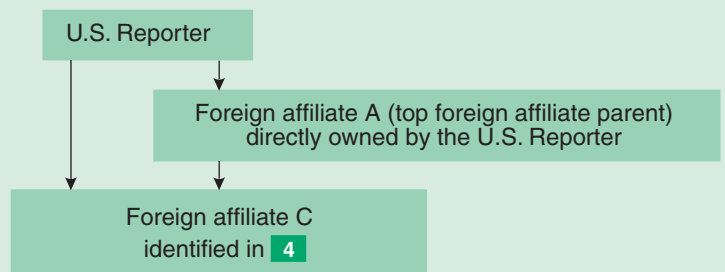 U.S. Reporter
Foreign affiliate A (top foreign affiliate parent)
directly owned by the U.S. Reporter
Foreign affiliate C
identified in 4